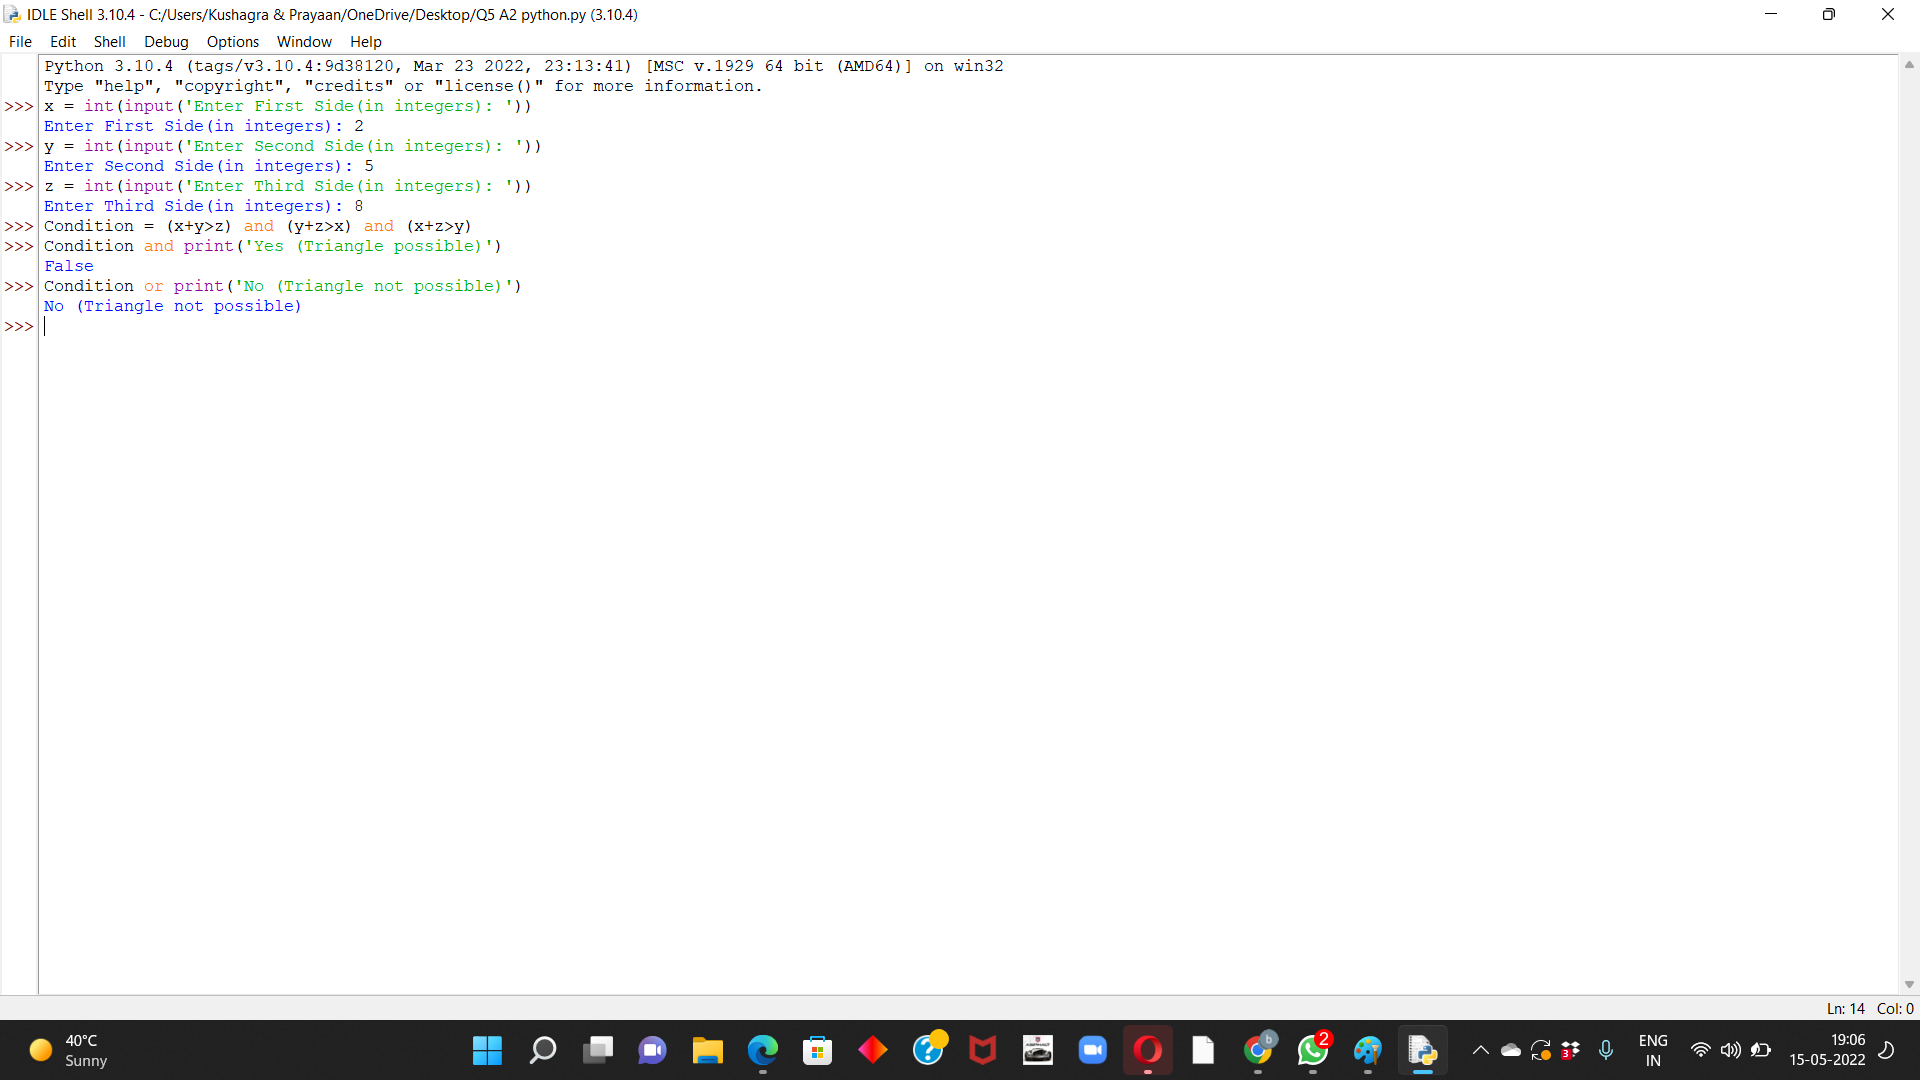 IDLE Shell 3.10.4 - C:/Users/Kushagra & Prayaan/OneDrive/Desktop/Q5 A2 python.py (3.10.4)
File Edit Shell Debug Options Window Help
Python 3.10.4 (tags/v3.10.4:9d38120, Mar 23 2022, 23:13:41) [MSC v.1929 64 bit (AMD64)] on win32
Type "help", "copyright", "credits" or "license()" for more information.
>>> x = int(input('Enter First Side(in integers): '))
Enter First Side(in integers): 2
>>> y = int(input('Enter Second Side(in integers): '))
Enter Second Side(in integers): 5
>>> z = int(input('Enter Third Side(in integers): '))
Enter Third Side(in integers): 8
>>> Condition = (x+y>z) and (y+z>x) and (x+z>y)
>>> Condition and print('Yes (Triangle possible)')
False
>>> Condition or print('No (Triangle not possible)')
No (Triangle not possible)
>>>
Ln: 14 Col: 0
40°C
Sunny
b
2
3
ENG
IN
19:06
15-05-2022